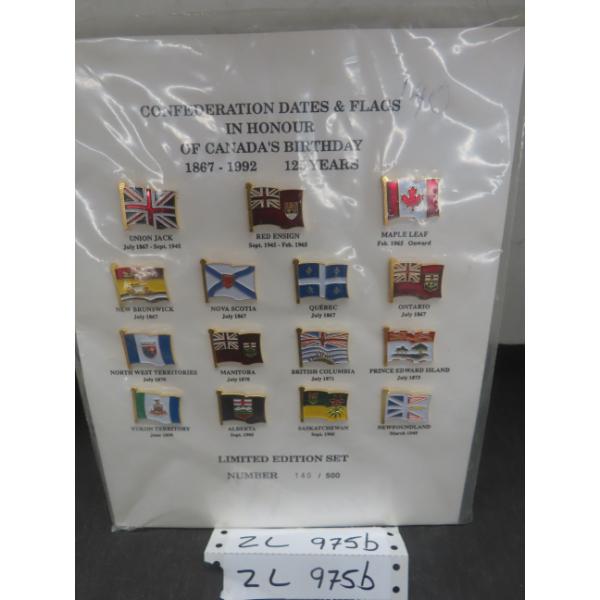 CONFEDERATION DATES & FLAGS
IN HONOUR
OF CANADA'S BIRTHDAY
1867 - 1992 125 YEARS
UNION JACK
July 1867 - Sept. 1945
RED ENSIGN
Sept. 1945 - Feb. 1965
MAPLE LEAF
Feb. 1965 Onward
NEW BRUNSWICK
July 1867
NOVA SCOTIA
July 1867
QUÉBEC
July 1867
ONTARIO
July 1867
NORTH WEST TERRITORIES
July 1870
MANITOBA
July 1870
BRITISH COLUMBIA
July 1871
PRINCE EDWARD ISLAND
July 1873
YUKON TERRITORY
June 1898
ALBERTA
Sept. 1905
SASKATCHEWAN
Sept. 1905
NEWFOUNDLAND
March 1949
LIMITED EDITION SET
NUMBER 140 / 500
ZL 975b
ZL 975b